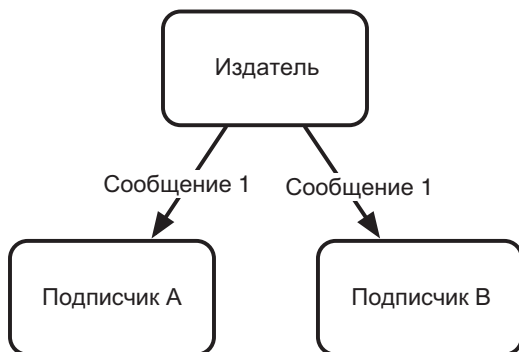 Издатель
Сообщение 1
Сообщение 1
Подписчик A
Подписчик B